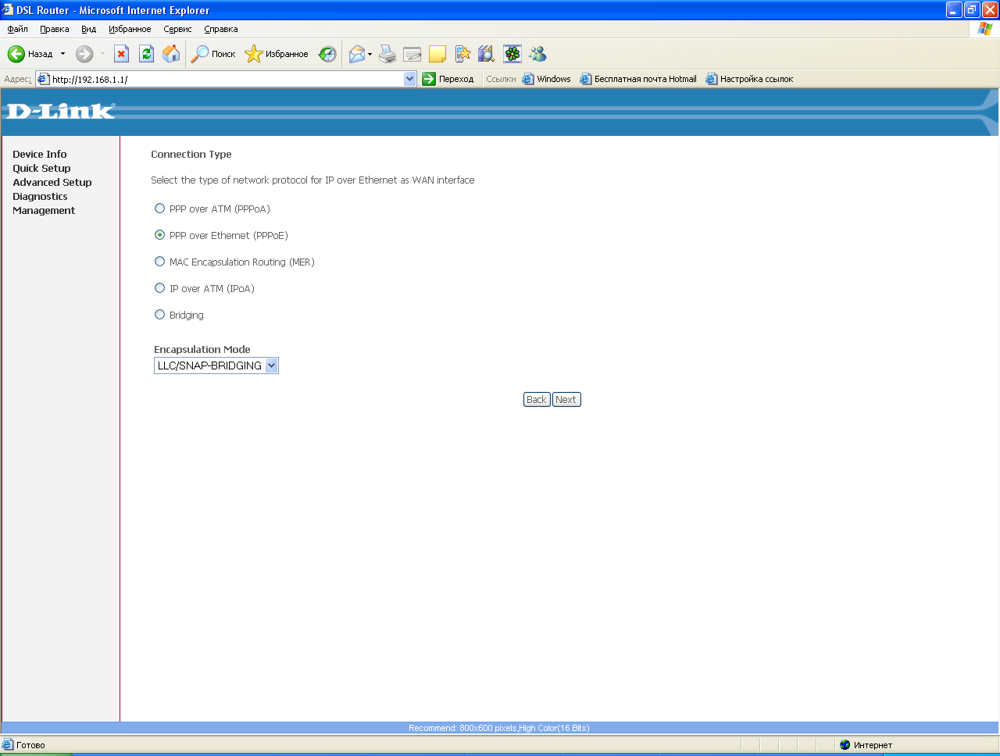 DSL Router - Microsoft Internet Explorer
Файл Правка Вид Избранное Сервис Справка
Назад Поиск Избранное
Адрес: http://192.168.1.1/ Переход Ссылки Windows Бесплатная почта Hotmail Настройка ссылок
D-Link
Device Info
Quick Setup
Advanced Setup
Diagnostics
Management
Connection Type
Select the type of network protocol for IP over Ethernet as WAN interface
PPP over ATM (PPPoA)
PPP over Ethernet (PPPoE)
MAC Encapsulation Routing (MER)
IP over ATM (IPoA)
Bridging
Encapsulation Mode
LLC/SNAP-BRIDGING
Back Next
Recommend: 800x600 pixels,High Color(16 Bits)
Готово Интернет